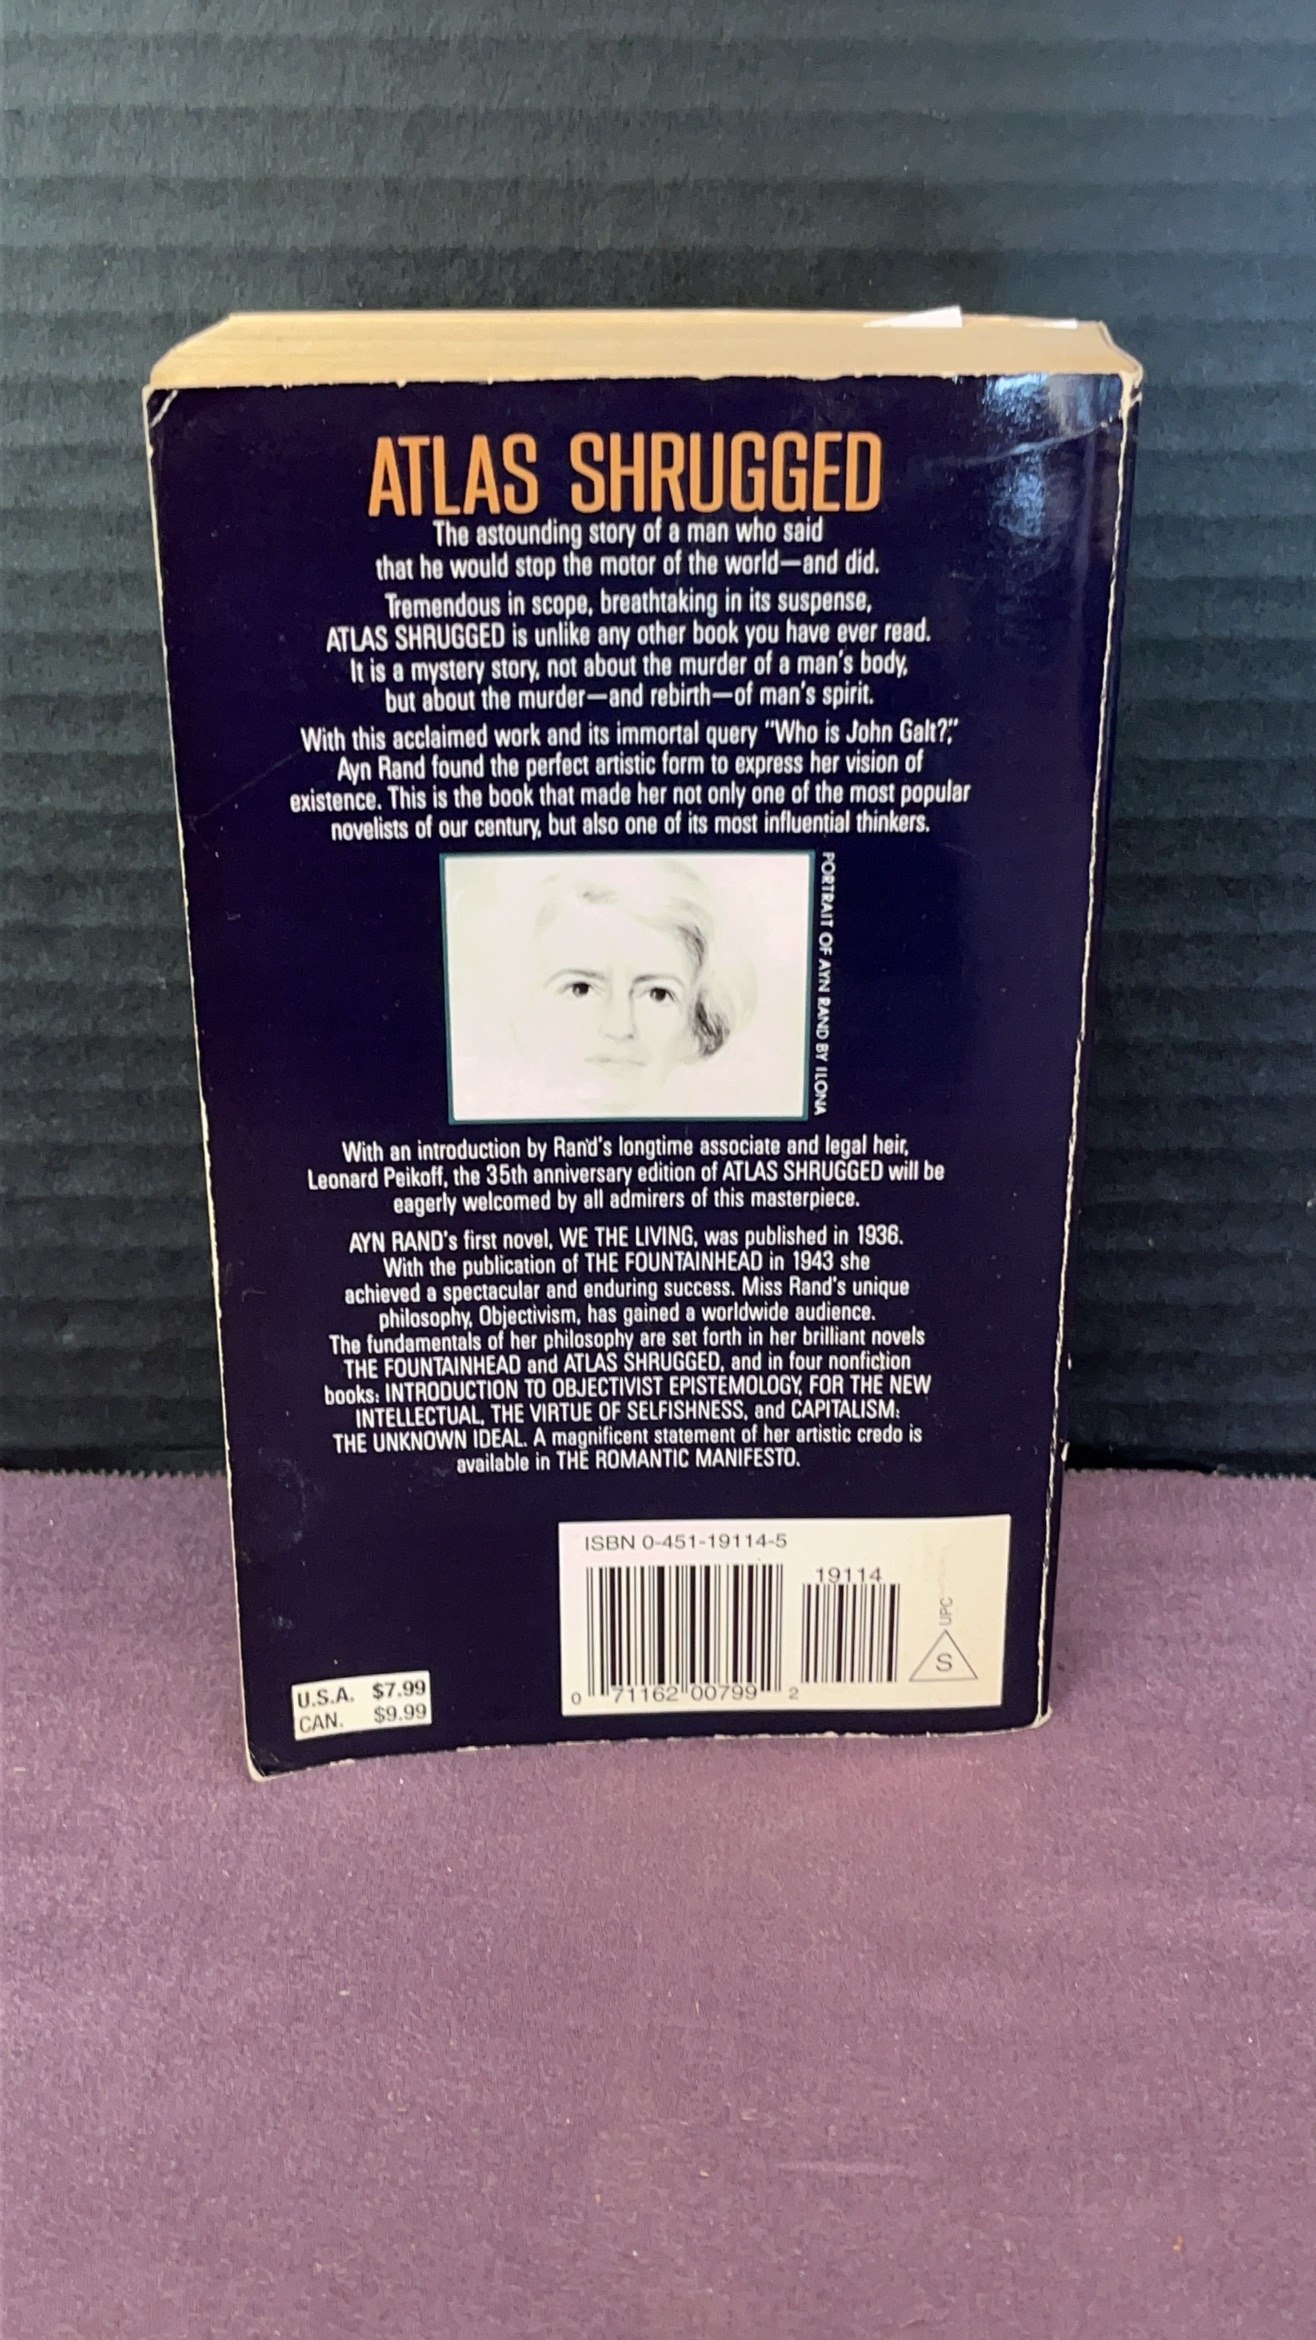 ATLAS SHRUGGED
The astounding story of a man who said
that he would stop the motor of the world—and did.
Tremendous in scope, breathtaking in its suspense,
ATLAS SHRUGGED is unlike any other book you have ever read.
It is a mystery story, not about the murder of a man's body,
but about the murder—and rebirth—of man's spirit.
With this acclaimed work and its immortal query "Who is John Galt?,"
Ayn Rand found the perfect artistic form to express her vision of
existence. This is the book that made her not only one of the most popular
novelists of our century, but also one of its most influential thinkers.
PORTRAIT OF AYN RAND BY ILONA
With an introduction by Rand's longtime associate and legal heir,
Leonard Peikoff, the 35th anniversary edition of ATLAS SHRUGGED will be
eagerly welcomed by all admirers of this masterpiece.
AYN RAND's first novel, WE THE LIVING, was published in 1936.
With the publication of THE FOUNTAINHEAD in 1943 she
achieved a spectacular and enduring success. Miss Rand's unique
philosophy, Objectivism, has gained a worldwide audience.
The fundamentals of her philosophy are set forth in her brilliant novels
THE FOUNTAINHEAD and ATLAS SHRUGGED, and in four nonfiction
books: INTRODUCTION TO OBJECTIVIST EPISTEMOLOGY, FOR THE NEW
INTELLECTUAL, THE VIRTUE OF SELFISHNESS, and CAPITALISM:
THE UNKNOWN IDEAL. A magnificent statement of her artistic credo is
available in THE ROMANTIC MANIFESTO.
ISBN 0-451-19114-5
19114
UPC
S
0 71162 00799 2
U.S.A. $7.99
CAN. $9.99